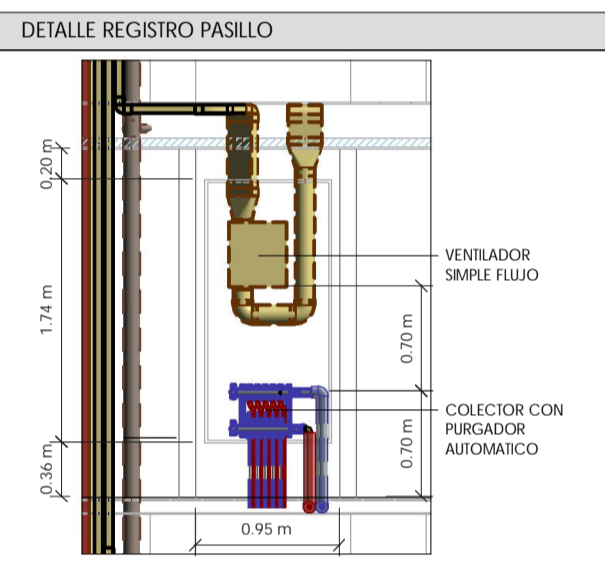 DETALLE REGISTRO PASILLO
0.20 m
1.74 m
0.36 m
VENTILADOR
SIMPLE FLUJO
0.70 m
COLECTOR CON
PURGADOR
AUTOMATICO
0.70 m
0.95 m